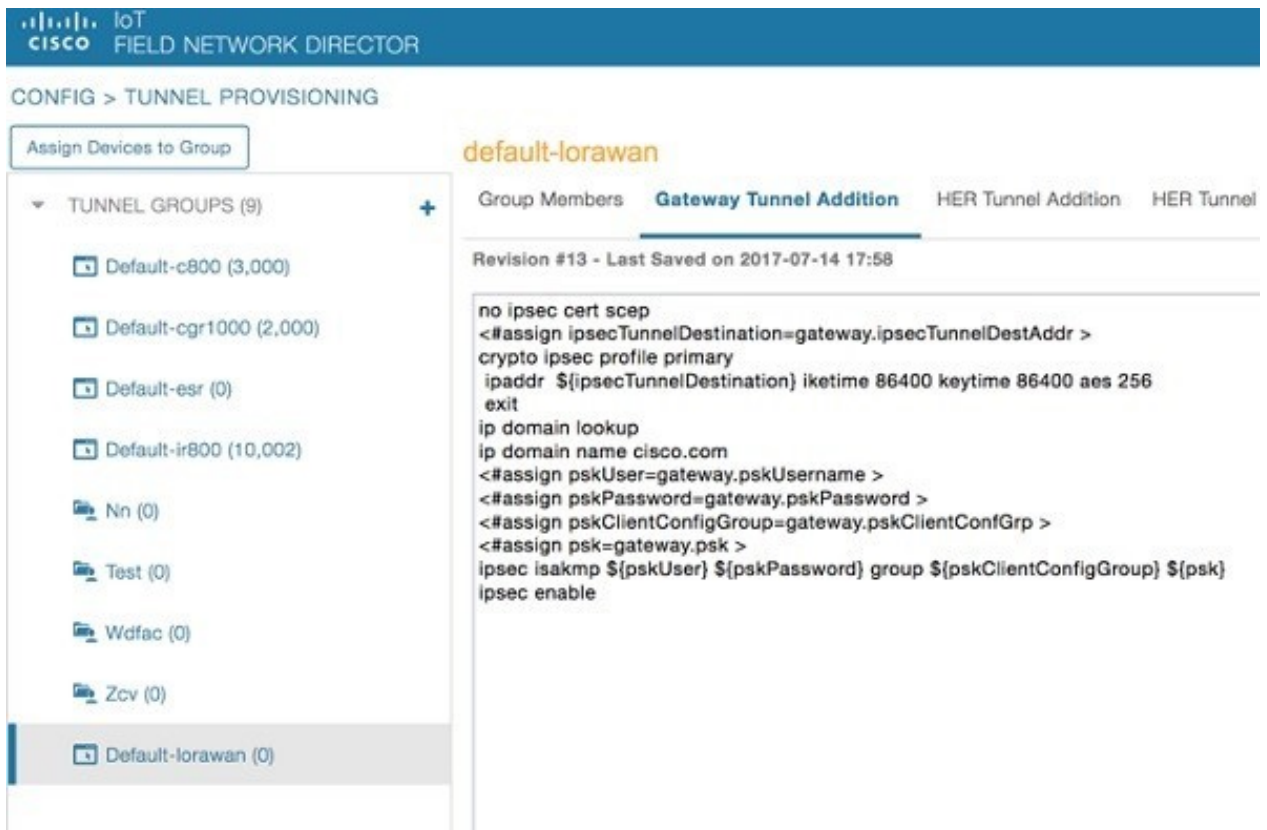 IoT
CISCO FIELD NETWORK DIRECTOR
CONFIG > TUNNEL PROVISIONING
Assign Devices to Group
TUNNEL GROUPS (9) +
Default-c800 (3,000)
Default-cgr1000 (2,000)
Default-esr (0)
Default-ir800 (10,002)
Nn (0)
Test (0)
Wdfac (0)
Zcv (0)
Default-lorawan (0)
default-lorawan
Group Members Gateway Tunnel Addition HER Tunnel Addition HER Tunnel
Revision #13 - Last Saved on 2017-07-14 17:58
no ipsec cert scep
<#assign ipsecTunnelDestination=gateway.ipsecTunnelDestAddr >
crypto ipsec profile primary
ipaddr ${ipsecTunnelDestination} iketime 86400 keytime 86400 aes 256
exit
ip domain lookup
ip domain name cisco.com
<#assign pskUser=gateway.pskUsername >
<#assign pskPassword=gateway.pskPassword >
<#assign pskClientConfigGroup=gateway.pskClientConfGrp >
<#assign psk=gateway.psk >
ipsec isakmp ${pskUser} ${pskPassword} group ${pskClientConfigGroup} ${psk}
ipsec enable